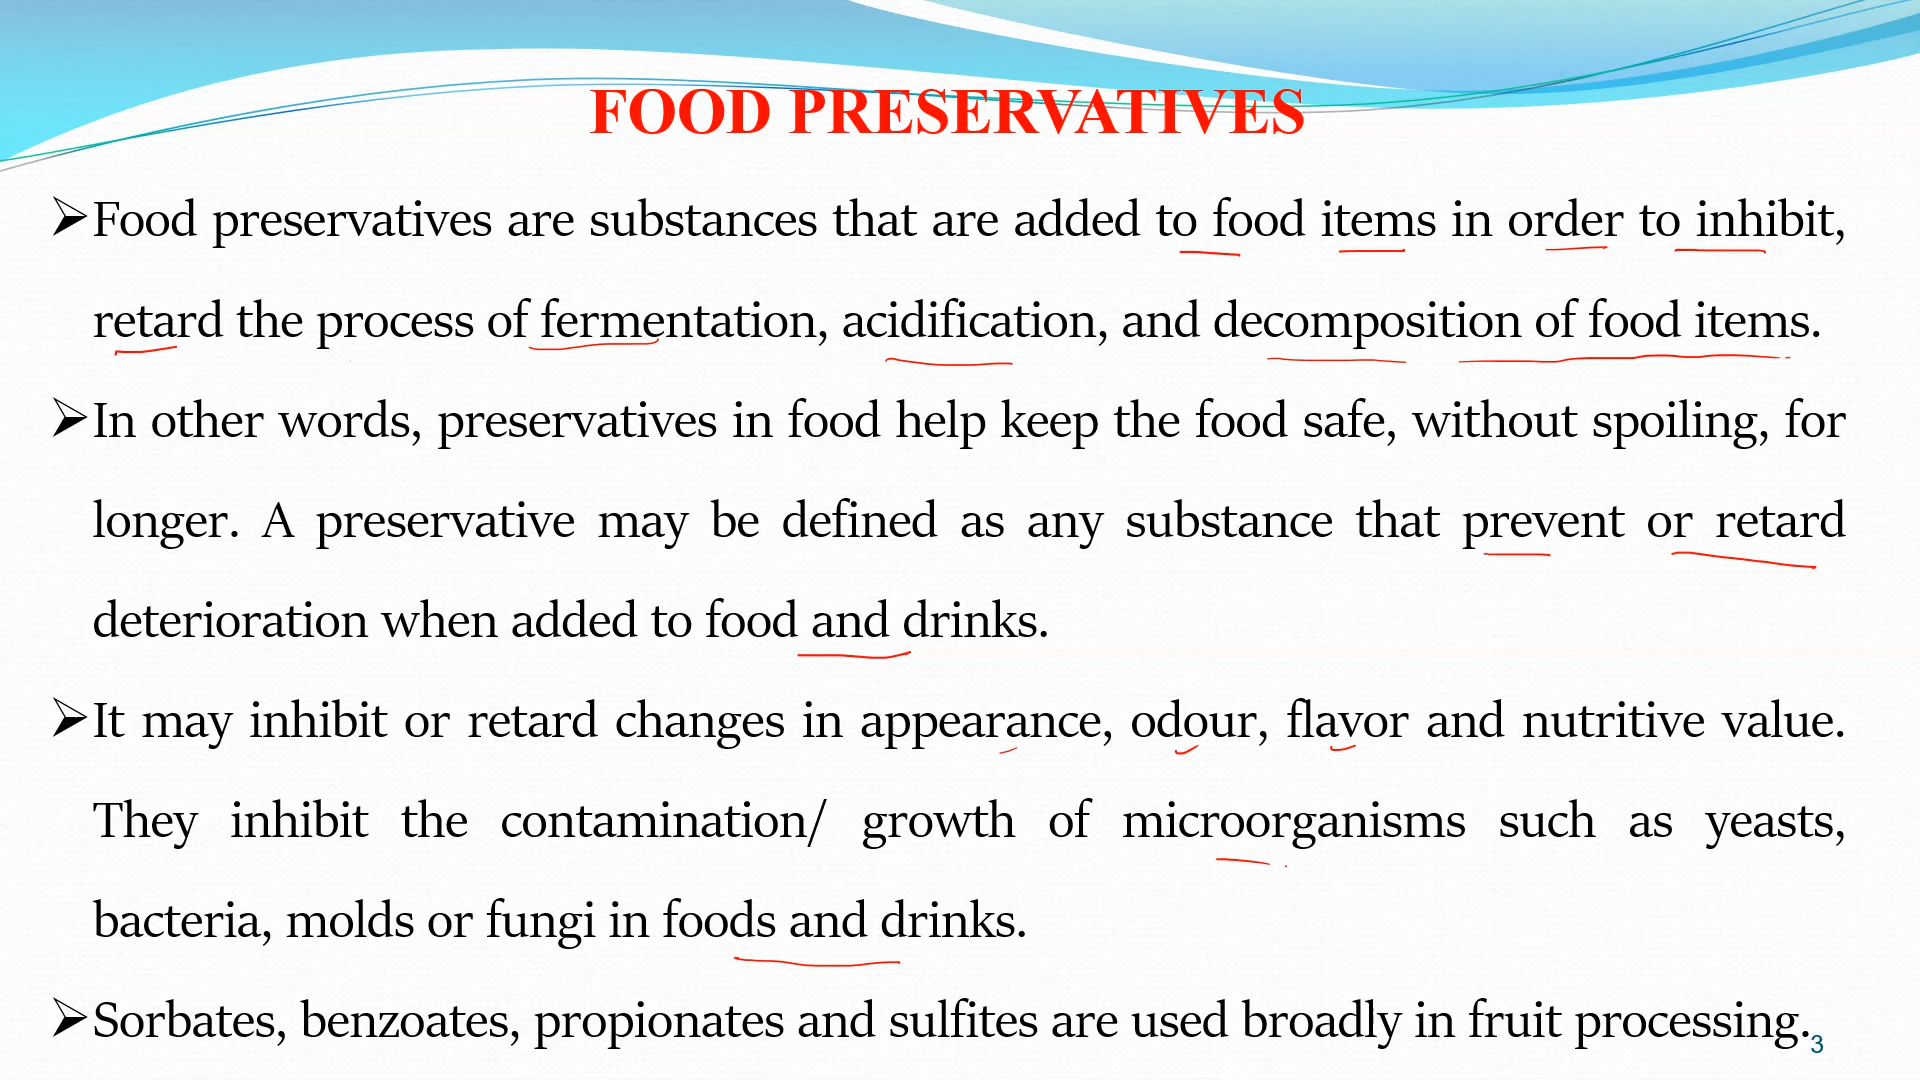 FOOD PRESERVATIVES
➢Food preservatives are substances that are added to food items in order to inhibit,
retard the process of fermentation, acidification, and decomposition of food items.
➢In other words, preservatives in food help keep the food safe, without spoiling, for
longer. A preservative may be defined as any substance that prevent or retard
deterioration when added to food and drinks.
➢It may inhibit or retard changes in appearance, odour, flavor and nutritive value.
They inhibit the contamination/ growth of microorganisms such as yeasts,
bacteria, molds or fungi in foods and drinks.
➢Sorbates, benzoates, propionates and sulfites are used broadly in fruit processing.
3